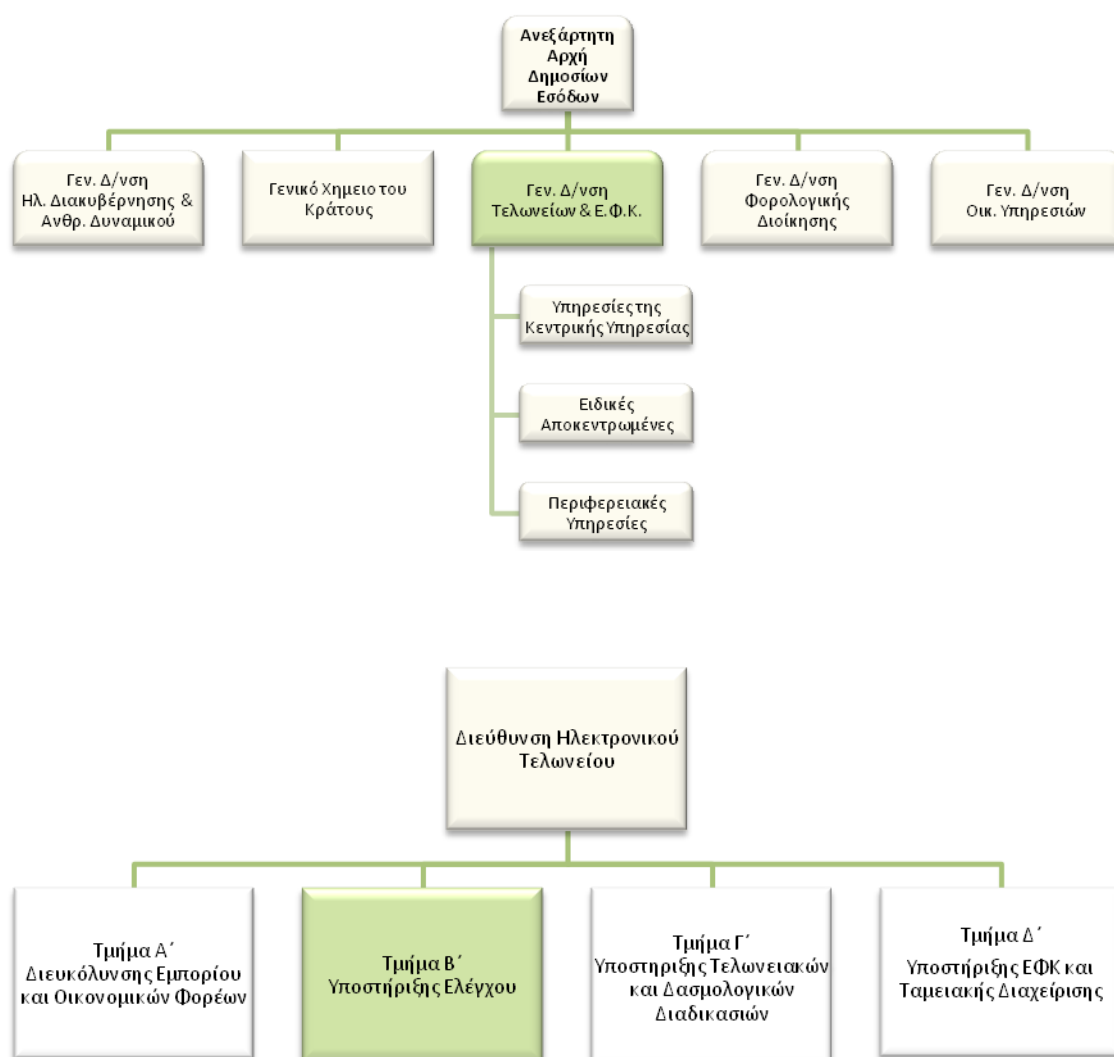 Ανεξάρτητη
Αρχή
Δημοσίων
Εσόδων
Γεν. Δ/νση
Ηλ. Διακυβέρνησης &
Ανθρ. Δυναμικού
Γενικό Χημειο του
Κράτους
Γεν. Δ/νση
Τελωνείων & Ε.Φ.Κ.
Γεν. Δ/νση
Φορολογικής
Διοίκησης
Γεν. Δ/νση
Οικ. Υπηρεσιών
Υπηρεσίες της
Κεντρικής Υπηρεσίας
Ειδικές
Αποκεντρωμένες
Περιφερειακές
Υπηρεσίες
Διεύθυνση Ηλεκτρονικού
Τελωνείου
Τμήμα Α΄
Διευκόλυνσης Εμπορίου
και Οικονομικών Φορέων
Τμήμα Β΄
Υποστήριξης Ελέγχου
Τμήμα Γ΄
Υποστηριξης Τελωνειακών
και Δασμολογικών
Διαδικασιών
Τμήμα Δ΄
Υποστήριξης ΕΦΚ και
Ταμειακής Διαχείρισης